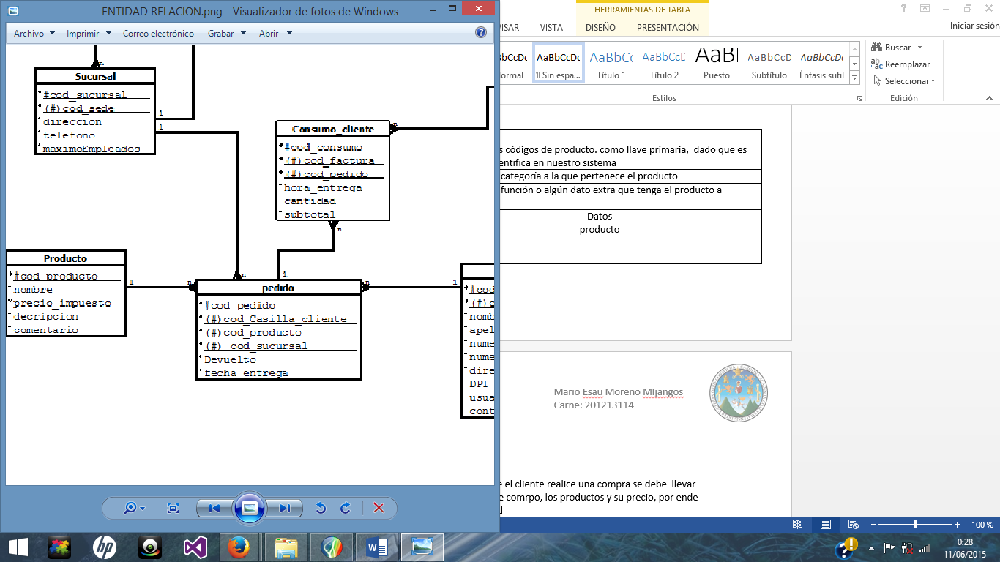 ENTIDAD RELACION.png - Visualizador de fotos de Windows
Archivo Imprimir Correo electrónico Grabar Abrir
n
Sucursal
#cod_sucursal
(#)cod_sede
direccion
telefono
maximoEmpleados
1
1
Consumo_cliente
#cod_consumo
(#)cod_factura
(#)cod_pedido
hora_entrega
cantidad
subtotal
n
n
Producto
#cod_producto
nombre
precio_impuesto
decripcion
comentario
1
n
n
1
pedido
#cod_pedido
(#)cod_Casilla_cliente
(#)cod_producto
(#)_cod_sucursal
Devuelto
fecha_entrega
n
1
#cod
(#)c
nomb
apel
nume
nume
dire
DPI
usua
cont
HERRAMIENTAS DE TABLA
ISAR VISTA DISEÑO PRESENTACIÓN
Iniciar sesión
AaBbCcDc AaBbCc AaBbCcD AaBl AaBbCcD AaBbCcDc
ormal ¶ Sin espa... Título 1 Título 2 Puesto Subtítulo Énfasis sutil
Estilos
Buscar
Reemplazar
Seleccionar
Edición
s códigos de producto. como llave primaria, dado que es
entifica en nuestro sistema
categoría a la que pertenece el producto
función o algún dato extra que tenga el producto a
Datos
producto
Mario Esau Moreno MIjangos
Carne: 201213114
e el cliente realice una compra se debe llevar
e comrpo, los productos y su precio, por ende
d
100 %
0:28
11/06/2015